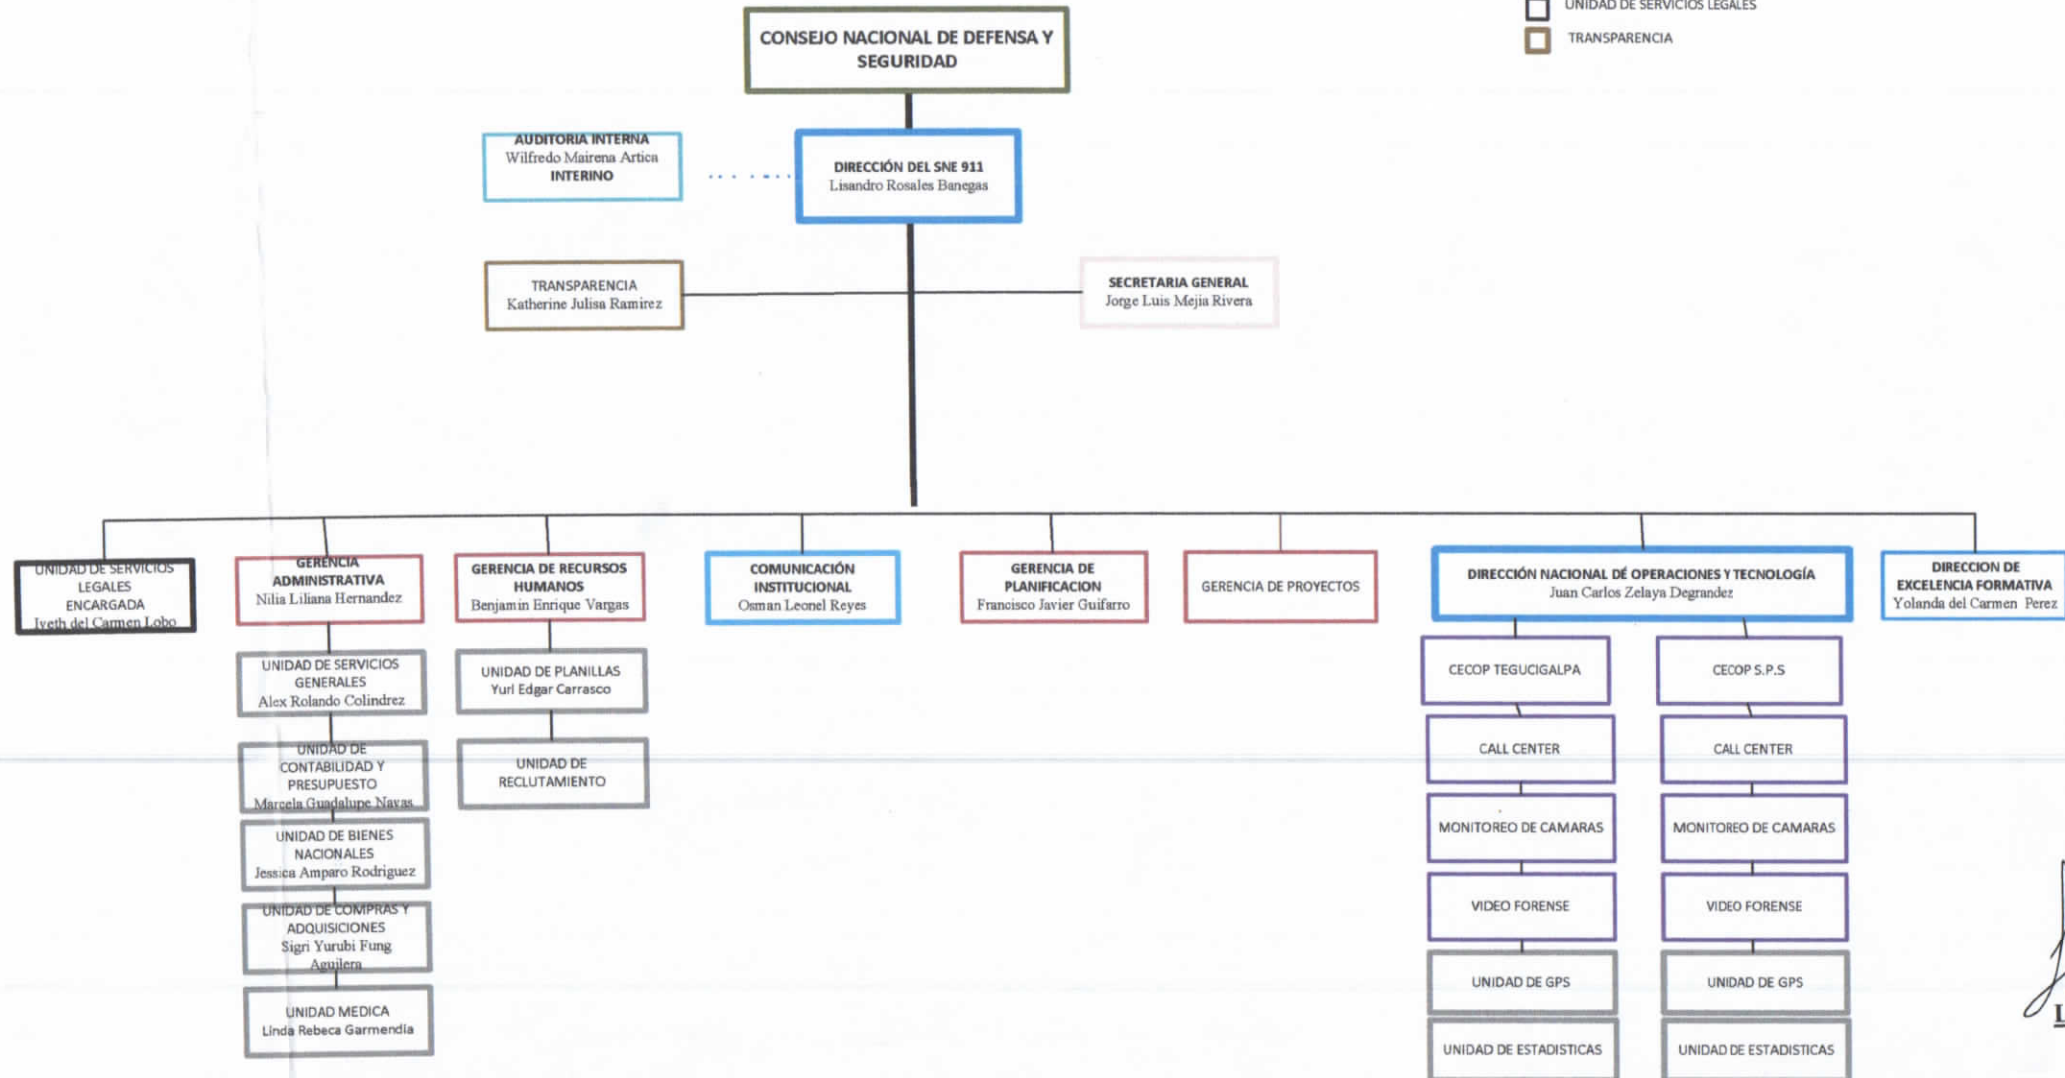 UNIDAD DE SERVICIOS LEGALES
TRANSPARENCIA
CONSEJO NACIONAL DE DEFENSA Y
SEGURIDAD
AUDITORIA INTERNA
Wilfredo Mairena Artica
INTERINO
DIRECCIÓN DEL SNE 911
Lisandro Rosales Banegas
TRANSPARENCIA
Katherine Julisa Ramirez
SECRETARIA GENERAL
Jorge Luis Mejia Rivera
UNIDAD DE SERVICIOS
LEGALES
ENCARGADA
Iveth del Carmen Lobo
GERENCIA
ADMINISTRATIVA
Nilia Liliana Hernandez
GERENCIA DE RECURSOS
HUMANOS
Benjamin Enrique Vargas
COMUNICACIÓN
INSTITUCIONAL
Osman Leonel Reyes
GERENCIA DE
PLANIFICACION
Francisco Javier Guifarro
GERENCIA DE PROYECTOS
DIRECCIÓN NACIONAL DE OPERACIONES Y TECNOLOGÍA
Juan Carlos Zelaya Degrandez
DIRECCION DE
EXCELENCIA FORMATIVA
Yolanda del Carmen Perez
UNIDAD DE SERVICIOS
GENERALES
Alex Rolando Colindrez
UNIDAD DE
CONTABILIDAD Y
PRESUPUESTO
Marcela Guadalupe Navas
UNIDAD DE BIENES
NACIONALES
Jessica Amparo Rodriguez
UNIDAD DE COMPRAS Y
ADQUISICIONES
Sigri Yurubi Fung
Aguilera
UNIDAD MEDICA
Linda Rebeca Garmendia
UNIDAD DE PLANILLAS
Yuri Edgar Carrasco
UNIDAD DE
RECLUTAMIENTO
CECOP TEGUCIGALPA
CALL CENTER
MONITOREO DE CAMARAS
VIDEO FORENSE
UNIDAD DE GPS
UNIDAD DE ESTADISTICAS
CECOP S.P.S
CALL CENTER
MONITOREO DE CAMARAS
VIDEO FORENSE
UNIDAD DE GPS
UNIDAD DE ESTADISTICAS